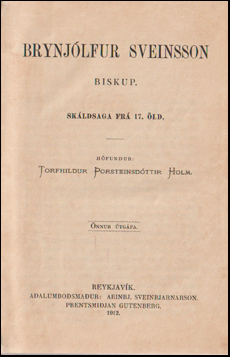 BRYNJÓLFUR SVEINSSON
BISKUP.
SKÁLDSAGA FRÁ 17. ÖLD.
HÖFUNDUR:
TORFHILDUR ÞORSTEINSDÓTTIR HOLM.
ÖNNUR ÚTGÁFA.
REYKJAVÍK.
AÐALUMBOÐSMAÐUR: ARINBJ. SVEINBJARNARSON.
PRENTSMIÐJAN GUTENBERG.
1912.